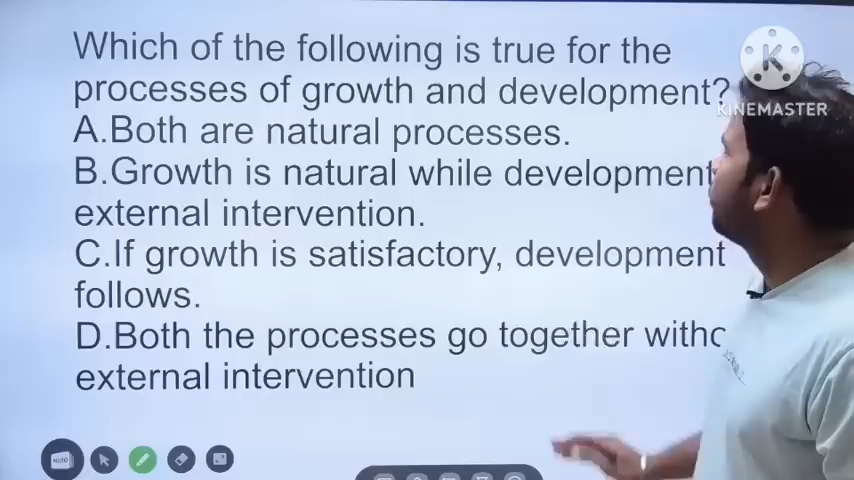 Which of the following is true for the
processes of growth and development?
A.Both are natural processes.
B.Growth is natural while development
external intervention.
C.If growth is satisfactory, development
follows.
D.Both the processes go together
external intervention
KINEMASTER